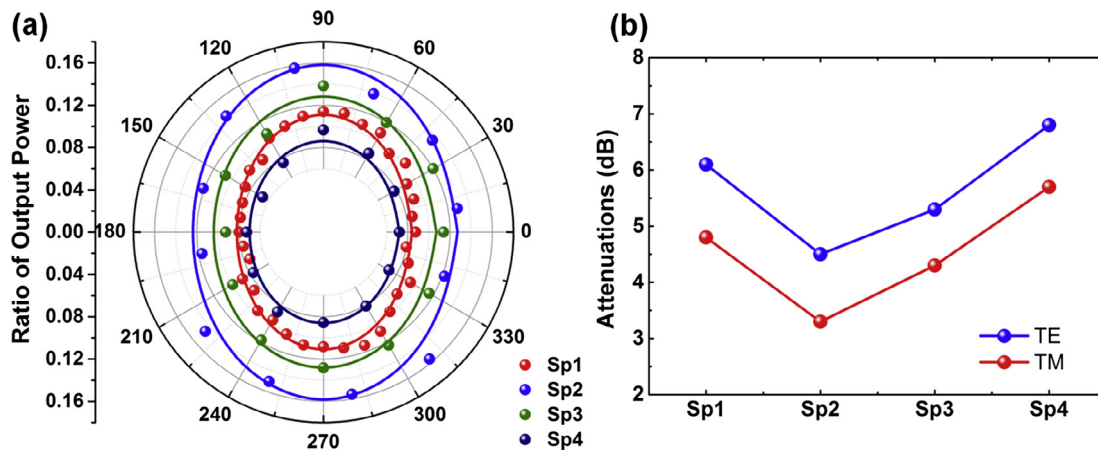 (a)
Ratio of Output Power
0.16
0.12
0.08
0.04
0.00
0.04
0.08
0.12
0.16
90
60
30
0
330
300
270
240
210
180
150
120
Sp1
Sp2
Sp3
Sp4
(b)
Attenuations (dB)
8
7
6
5
4
3
2
TE
TM
Sp1 Sp2 Sp3 Sp4